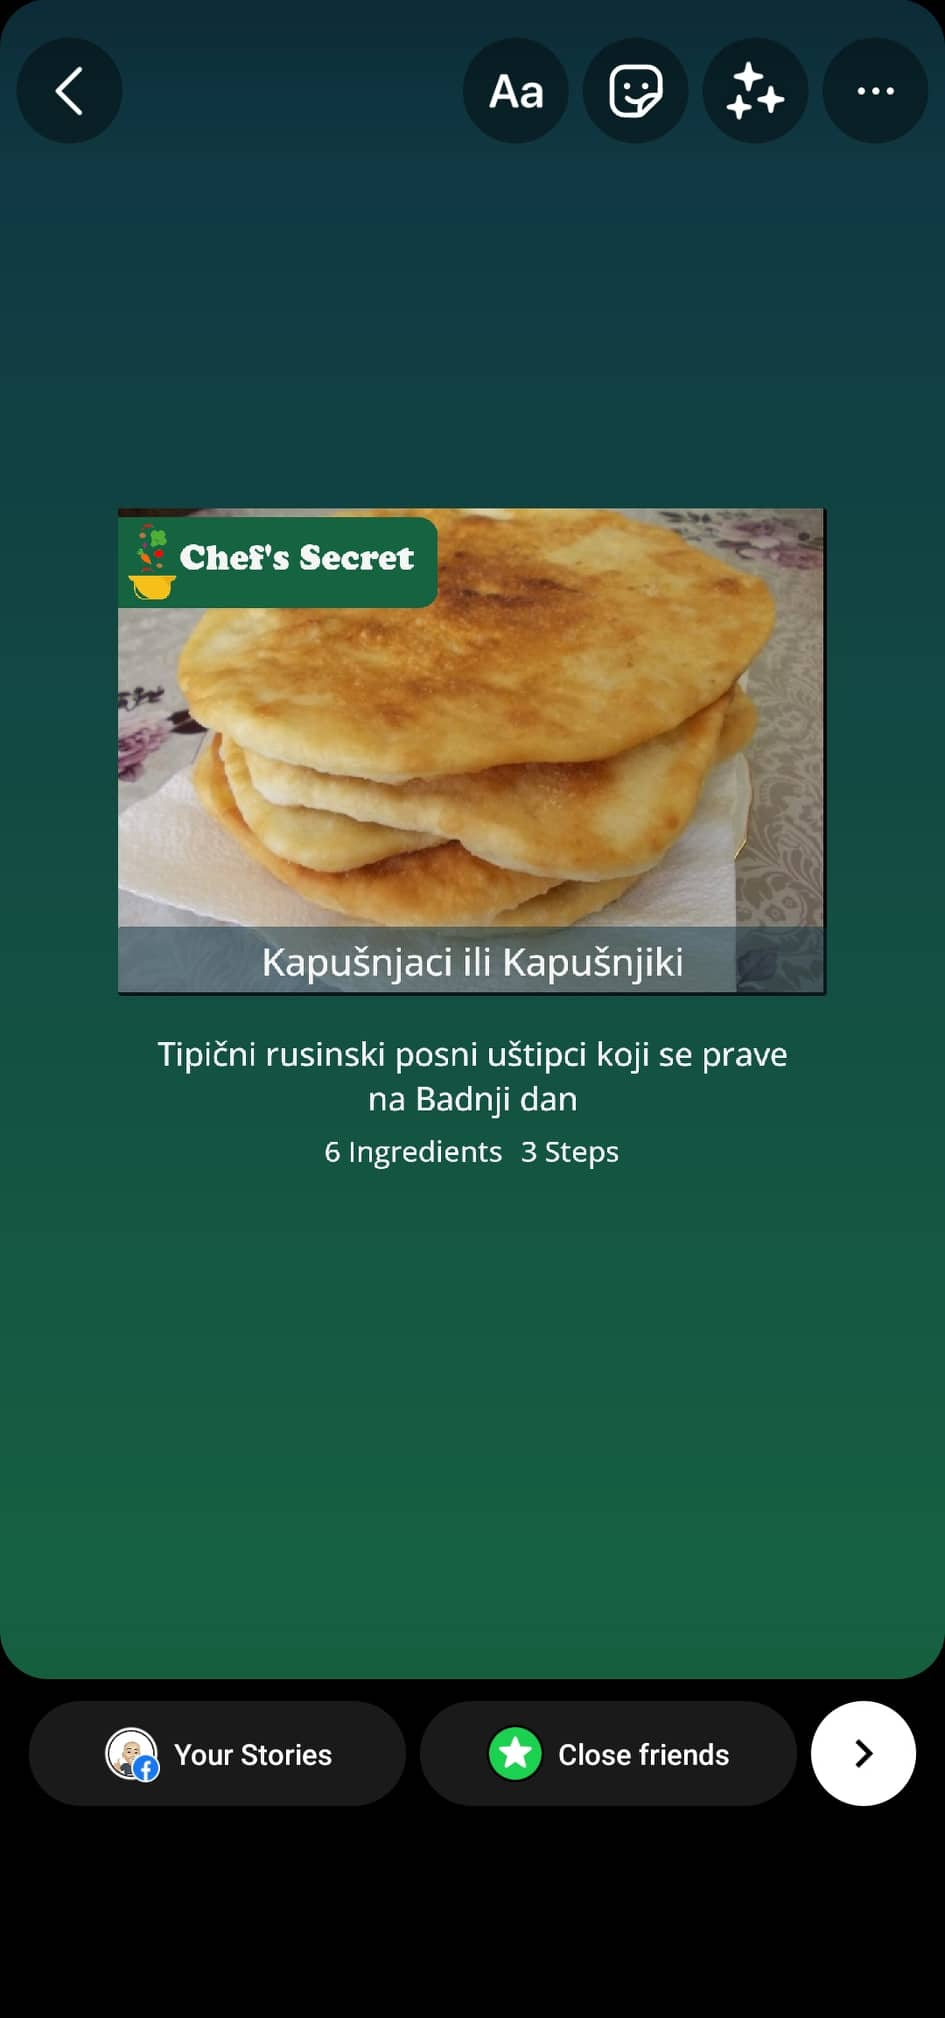 Aa
Chef's Secret
Kapušnjaci ili Kapušnjiki
Tipični rusinski posni uštipci koji se prave
na Badnji dan
6 Ingredients 3 Steps
Your Stories
Close friends